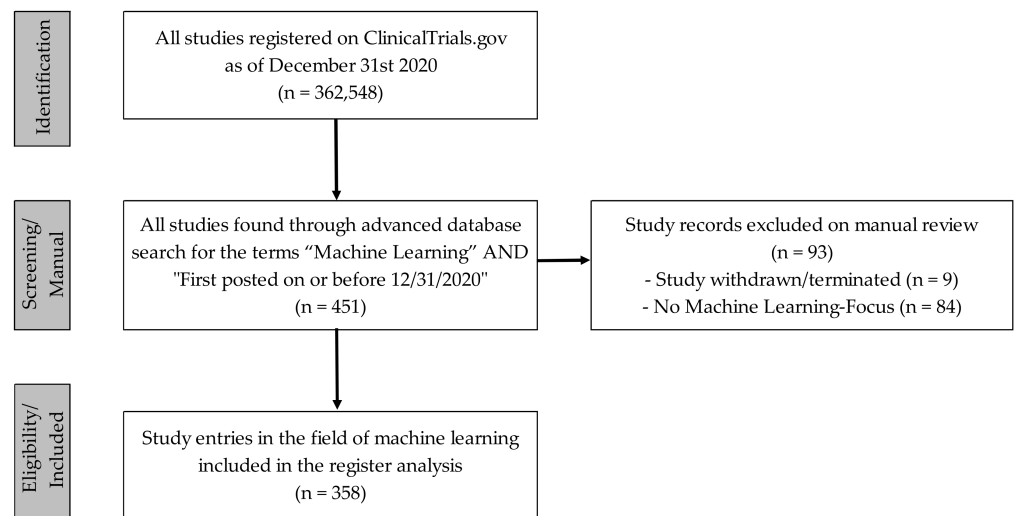 Identification
All studies registered on ClinicalTrials.gov
as of December 31st 2020
(n = 362,548)
Screening/
Manual
All studies found through advanced database
search for the terms “Machine Learning” AND
"First posted on or before 12/31/2020"
(n = 451)
Study records excluded on manual review
(n = 93)
- Study withdrawn/terminated (n = 9)
- No Machine Learning-Focus (n = 84)
Eligibility/
Included
Study entries in the field of machine learning
included in the register analysis
(n = 358)